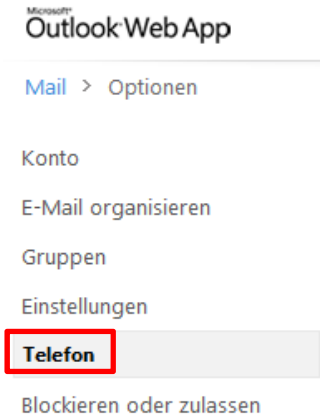 Microsoft®
Outlook Web App
Mail > Optionen
Konto
E-Mail organisieren
Gruppen
Einstellungen
Telefon
Blockieren oder zulassen